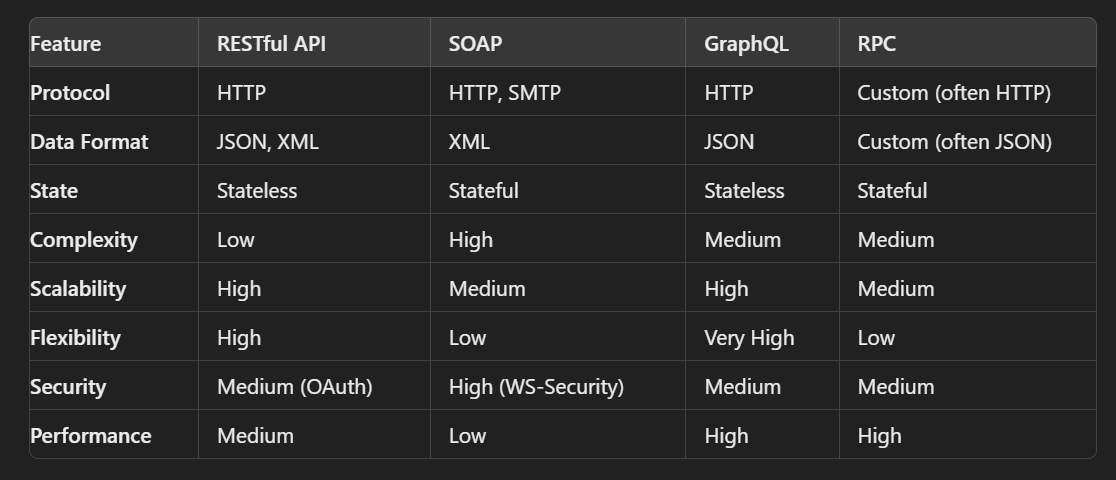 Feature RESTful API SOAP GraphQL RPC
Protocol HTTP HTTP, SMTP HTTP Custom (often HTTP)
Data Format JSON, XML XML JSON Custom (often JSON)
State Stateless Stateful Stateless Stateful
Complexity Low High Medium Medium
Scalability High Medium High Medium
Flexibility High Low Very High Low
Security Medium (OAuth) High (WS-Security) Medium Medium
Performance Medium Low High High